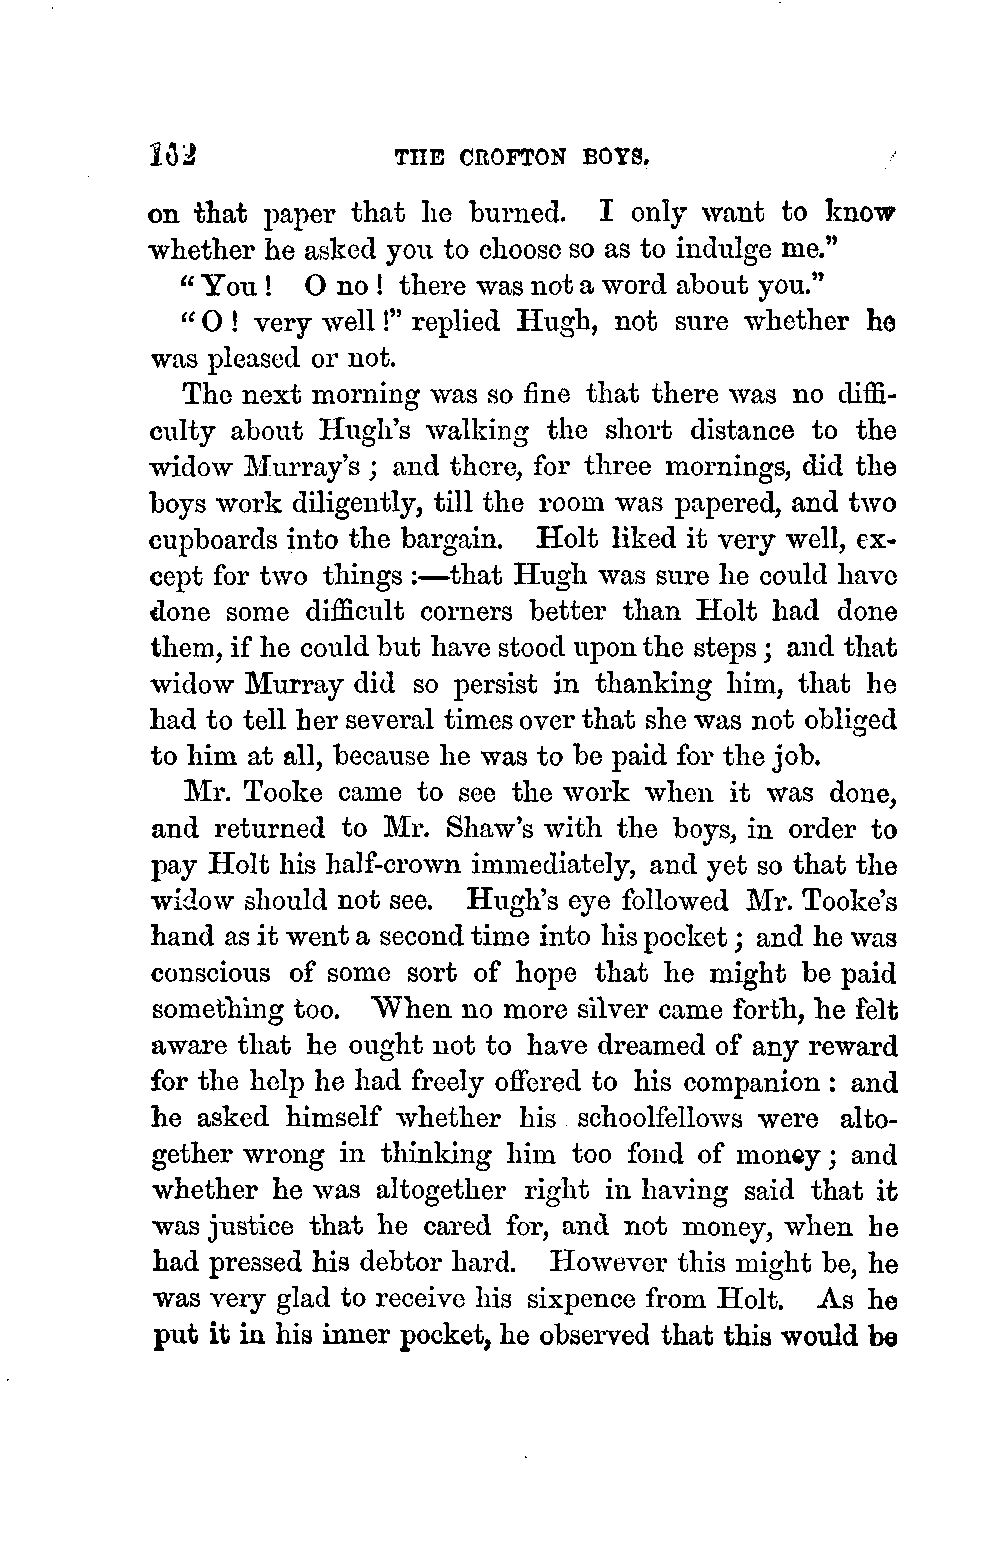 162 THE CROFTON BOYS.
on that paper that he burned. I only want to know
whether he asked you to choose so as to indulge me."
"You! O no! there was not a word about you."
"O! very well!" replied Hugh, not sure whether he
was pleased or not.
The next morning was so fine that there was no diffi-
culty about Hugh's walking the short distance to the
widow Murray's; and there, for three mornings, did the
boys work diligently, till the room was papered, and two
cupboards into the bargain. Holt liked it very well, ex-
cept for two things:—that Hugh was sure he could have
done some difficult corners better than Holt had done
them, if he could but have stood upon the steps; and that
widow Murray did so persist in thanking him, that he
had to tell her several times over that she was not obliged
to him at all, because he was to be paid for the job.
Mr. Tooke came to see the work when it was done,
and returned to Mr. Shaw's with the boys, in order to
pay Holt his half-crown immediately, and yet so that the
widow should not see. Hugh's eye followed Mr. Tooke's
hand as it went a second time into his pocket; and he was
conscious of some sort of hope that he might be paid
something too. When no more silver came forth, he felt
aware that he ought not to have dreamed of any reward
for the help he had freely offered to his companion: and
he asked himself whether his schoolfellows were alto-
gether wrong in thinking him too fond of money; and
whether he was altogether right in having said that it
was justice that he cared for, and not money, when he
had pressed his debtor hard. However this might be, he
was very glad to receive his sixpence from Holt. As he
put it in his inner pocket, he observed that this would be